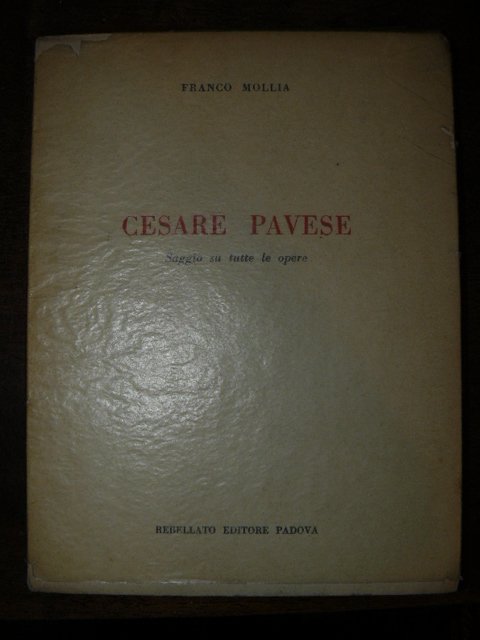 FRANCO MOLLIA
CESARE PAVESE
Saggio su tutte le opere
REBELLATO EDITORE PADOVA